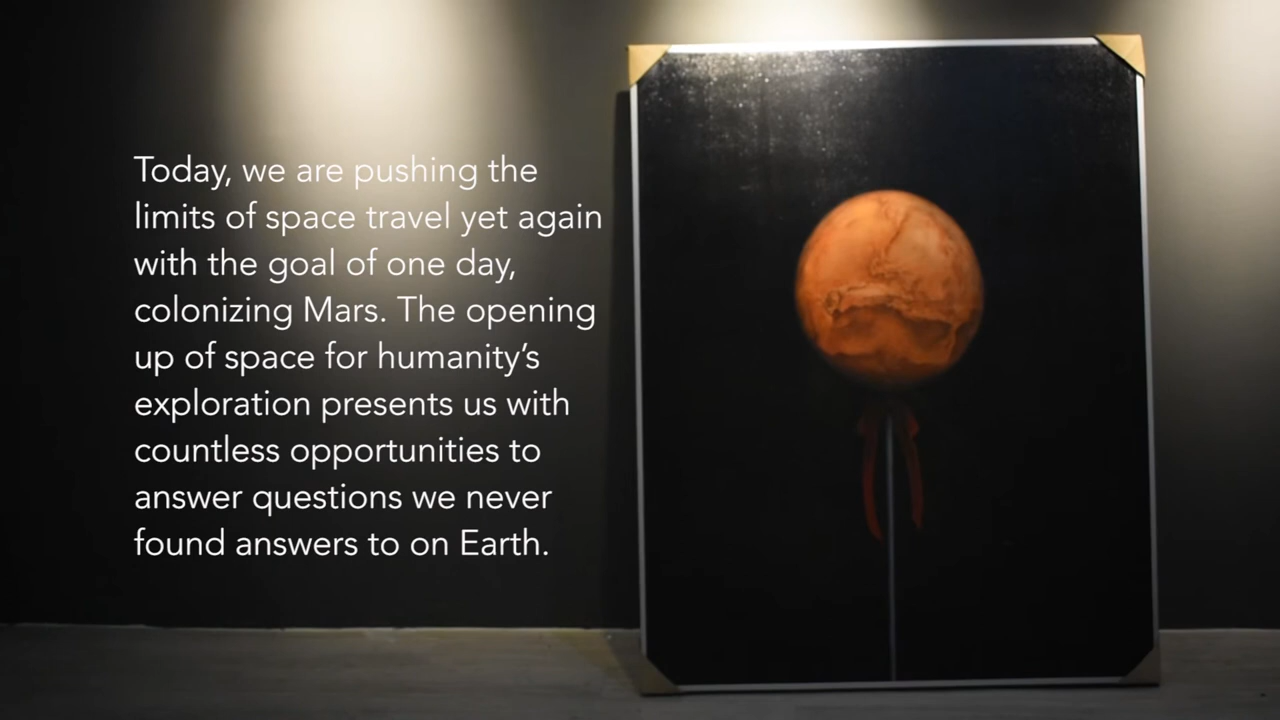 Today, we are pushing the
limits of space travel yet again
with the goal of one day,
colonizing Mars. The opening
up of space for humanity’s
exploration presents us with
countless opportunities to
answer questions we never
found answers to on Earth.